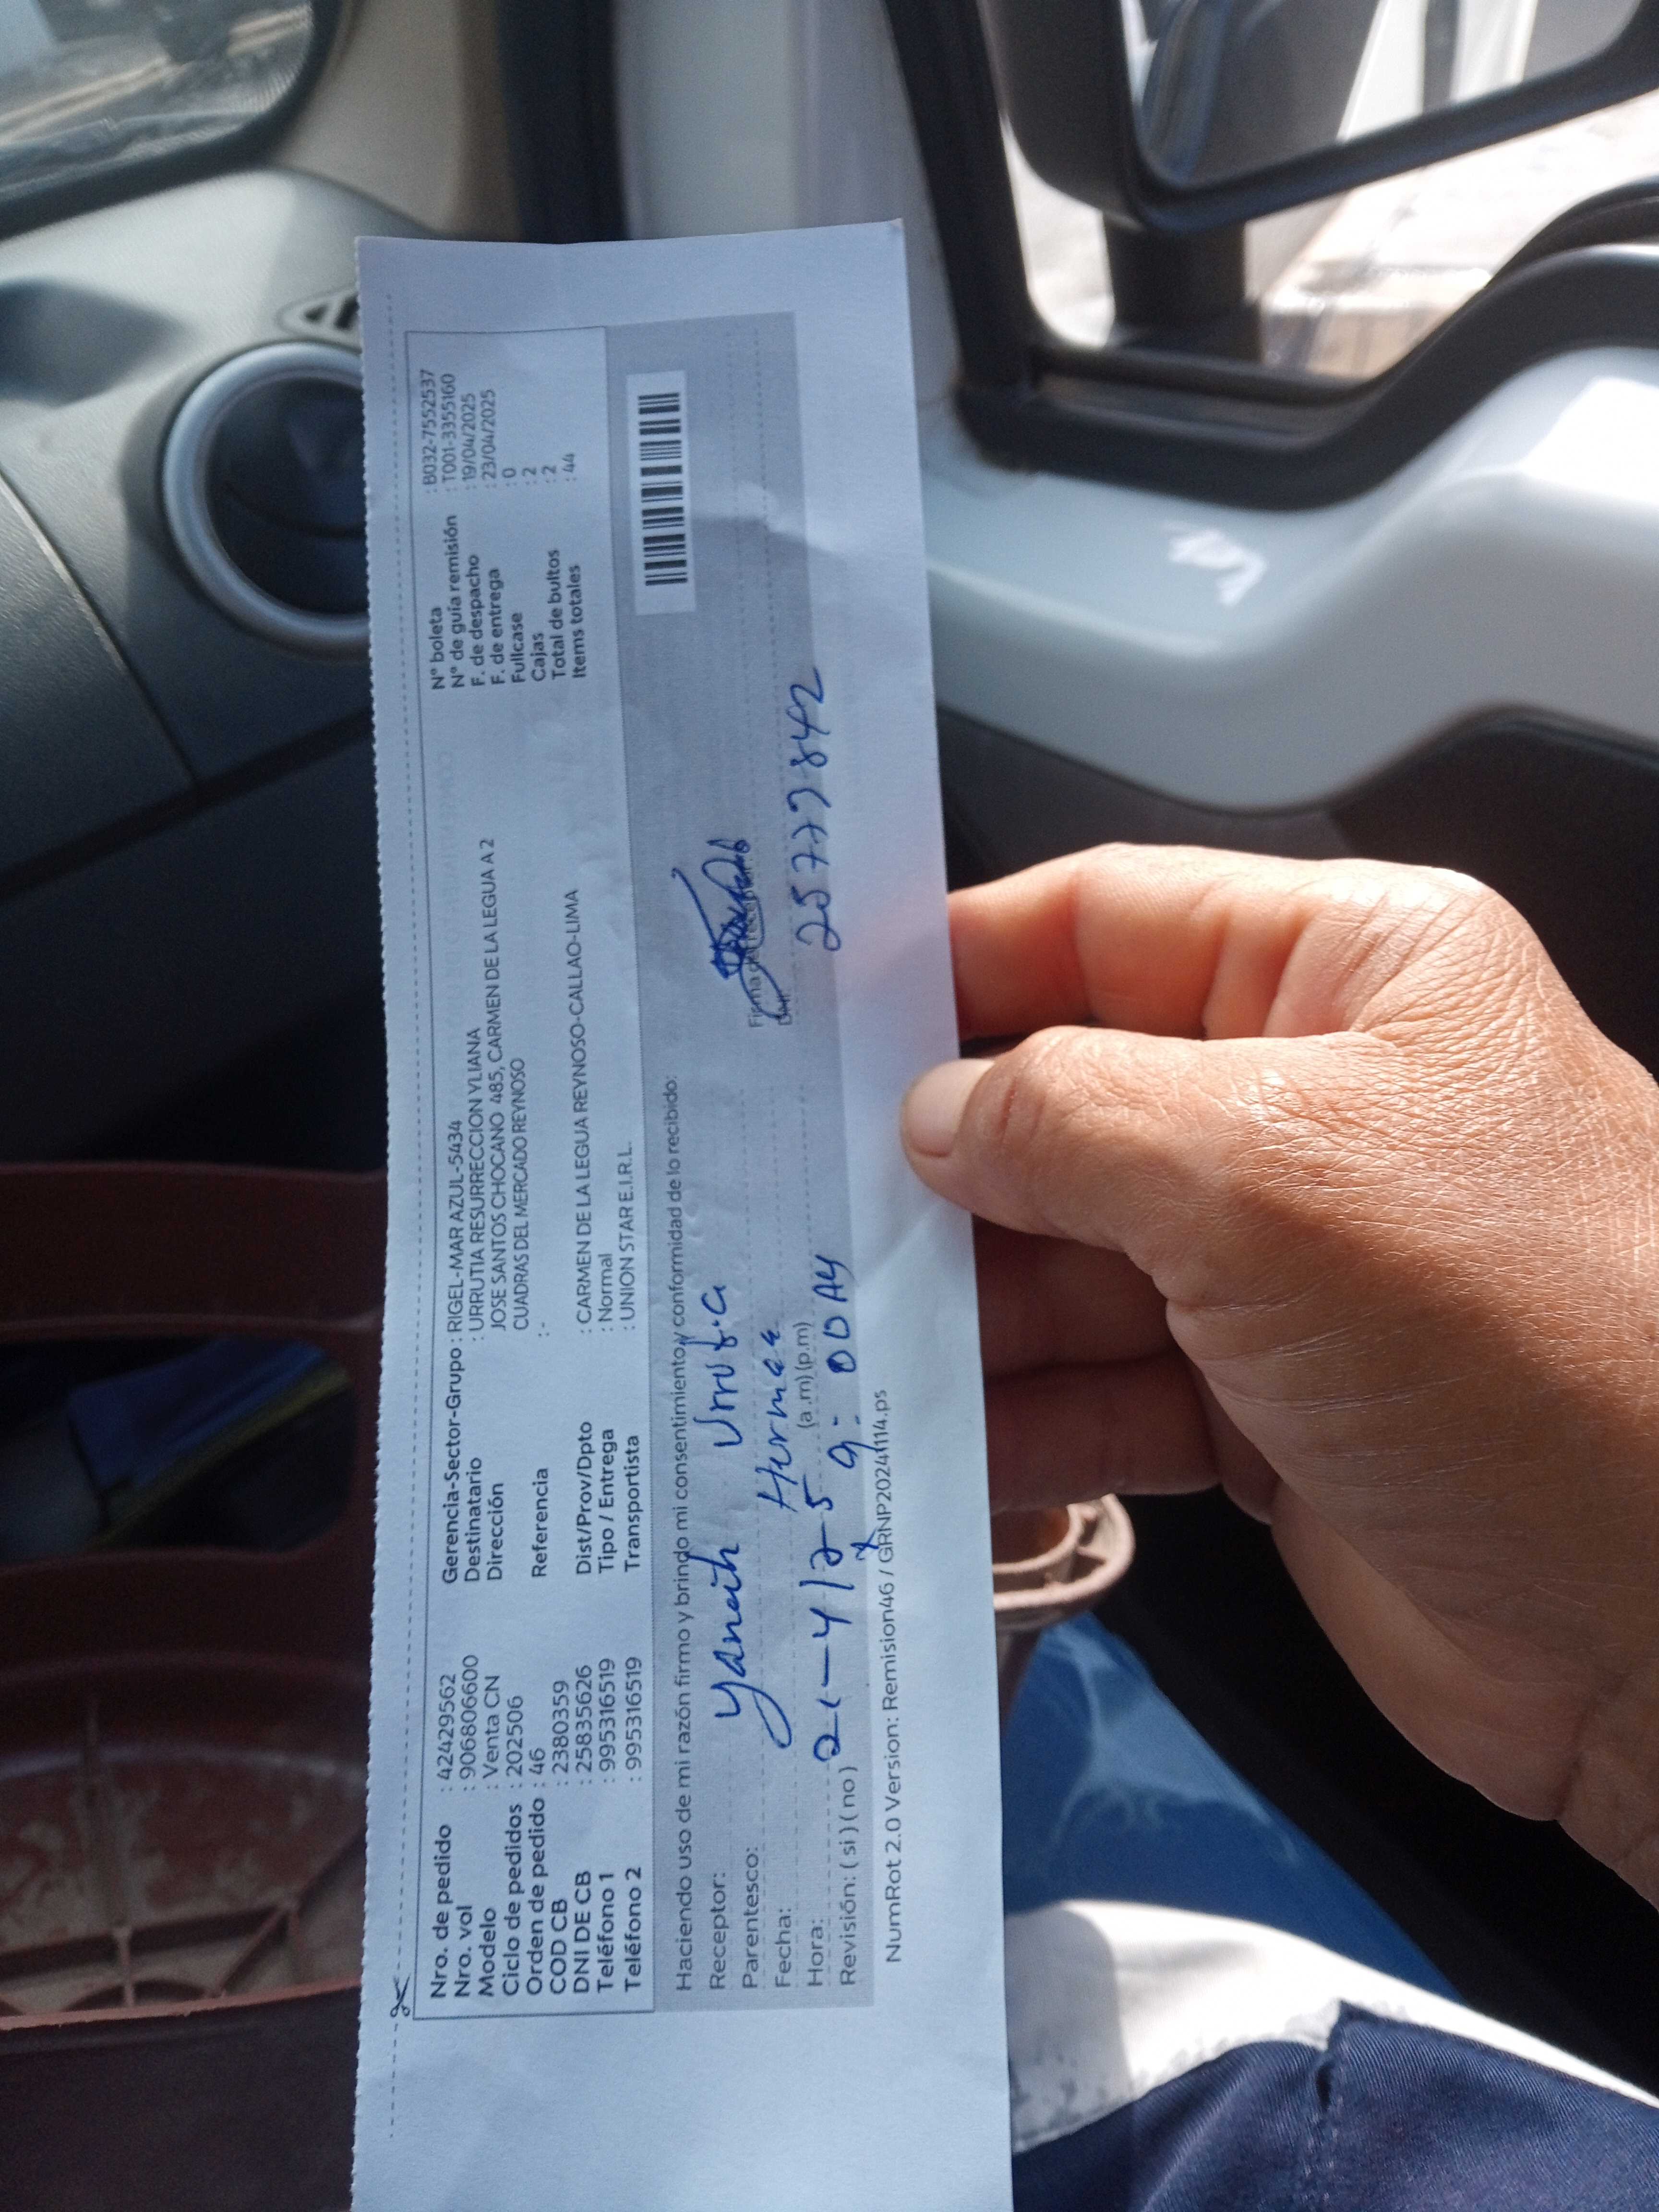 Nro. de pedido : 42429562
Nro. vol : 906806600
Modelo : Venta CN
Ciclo de pedidos : 202506
Orden de pedido : 46
COD CB : 2380359
DNI DE CB : 25835626
Teléfono 1 : 995316519
Teléfono 2 : 995316519
Gerencia-Sector-Grupo : RIGEL-MAR AZUL-5434
Destinatario : URRUTIA RESURRECCION YLIANA
Dirección JOSE SANTOS CHOCANO 485, CARMEN DE LA LEGUA A 2
CUADRAS DEL MERCADO REYNOSO
Referencia :-
Dist/Prov/Dpto : CARMEN DE LA LEGUA REYNOSO-CALLAO-LIMA
Tipo / Entrega : Normal
Transportista : UNION STAR E.I.R.L.
N° boleta : B032-7552537
N° de guía remisión : T001-3355160
F. de despacho : 19/04/2025
F. de entrega : 23/04/2025
Fullcase : 0
Cajas : 2
Total de bultos : 2
Items totales : 44
Haciendo uso de mi razón firmo y brindo mi consentimiento y conformidad de lo recibido:
Receptor: Yaneth Urrutia
Parentesco: Hermaa
Fecha:
Hora: (a.m) (p.m)
9:00 AM
Revisión: ( si ) ( no )
Firma del receptor
DNI: 25777842
NumRot 2.0 Version: Remision46 / GRNP20241114.ps